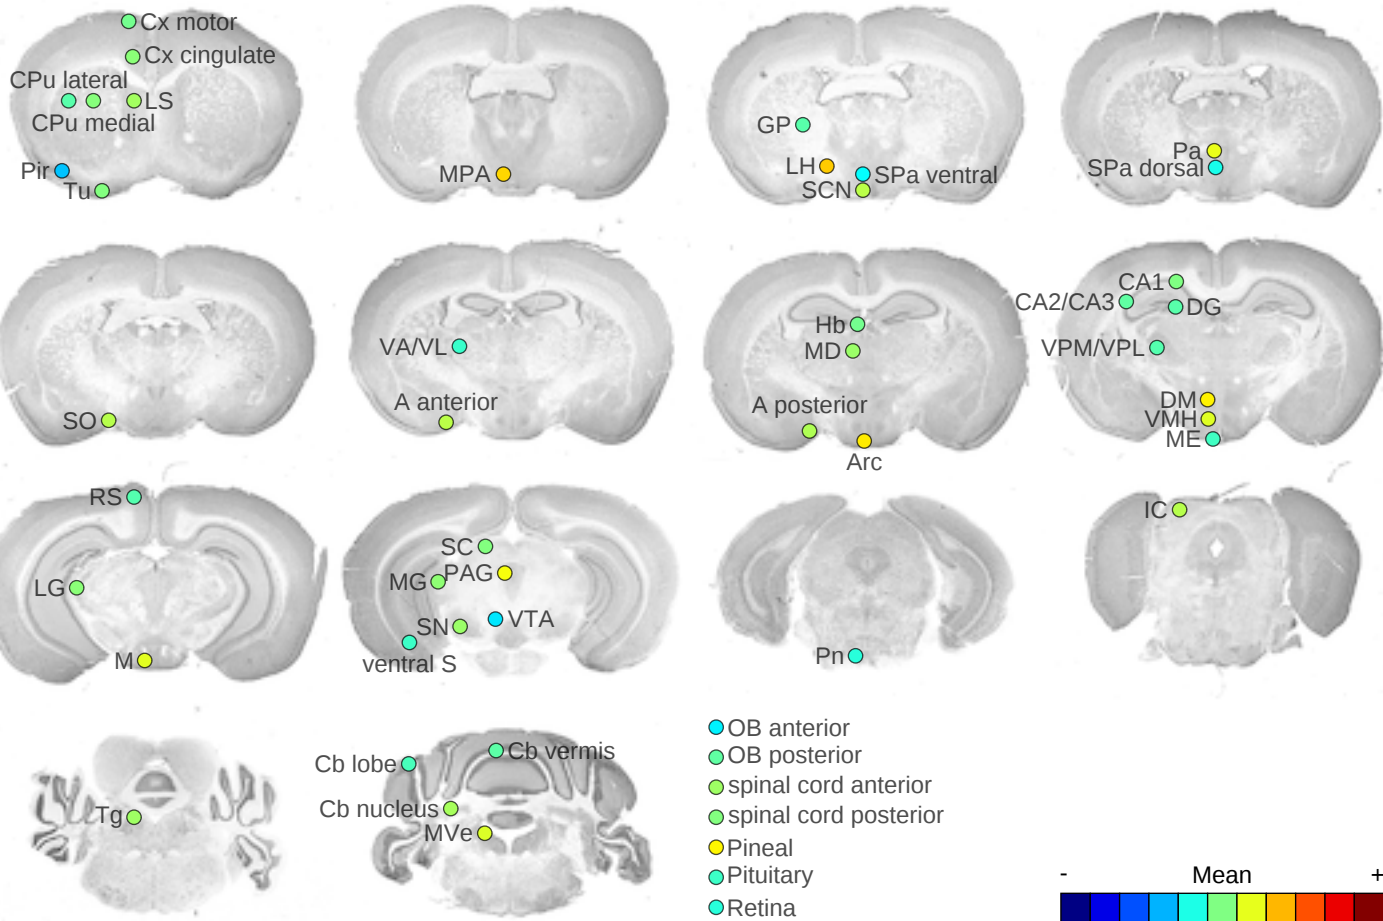 Cx motor
Cx cingulate
CPu lateral
LS
CPu medial
Pir
Tu
MPA
GP
LH
SPa ventral
SCN
Pa
SPa dorsal
SO
VA/VL
A anterior
Hb
MD
A posterior
Arc
CA1
CA2/CA3
DG
VPM/VPL
DM
VMH
ME
RS
LG
M
SC
PAG
MG
SN
VTA
ventral S
Pn
IC
Tg
Cb lobe
Cb vermis
Cb nucleus
MVe
OB anterior
OB posterior
spinal cord anterior
spinal cord posterior
Pineal
Pituitary
Retina
- Mean +